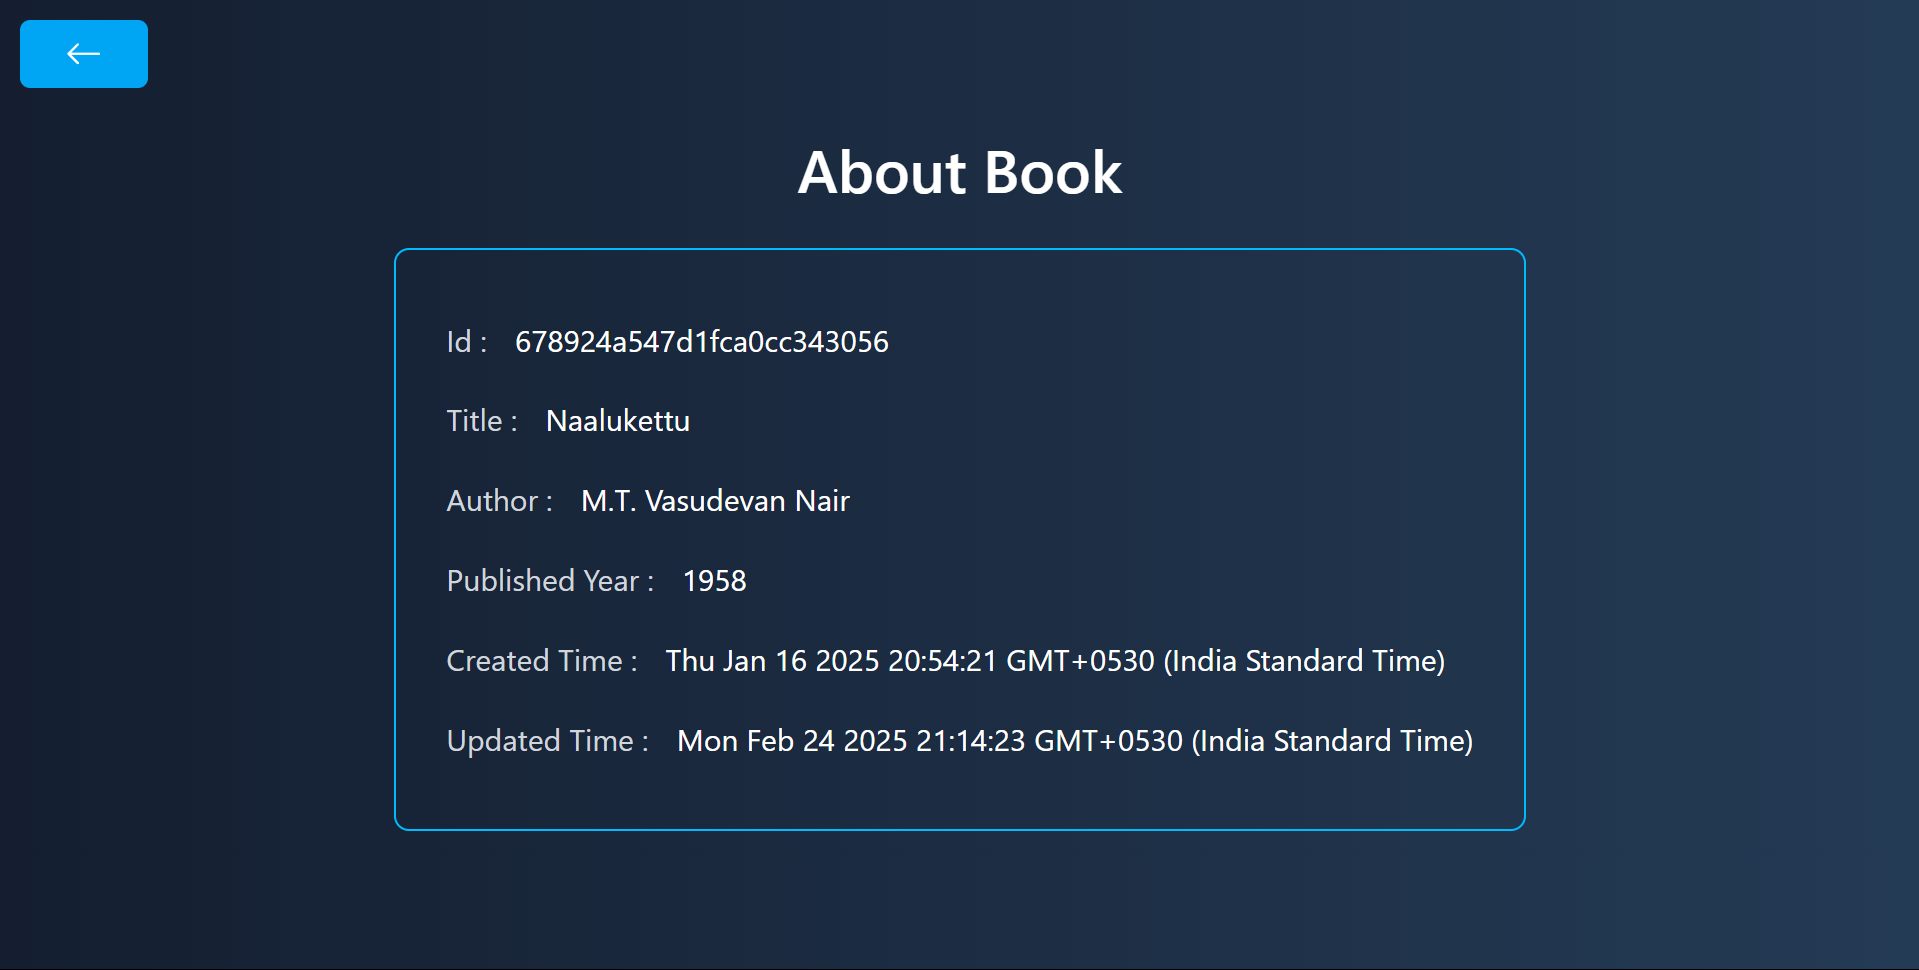 About Book
Id : 678924a547d1fca0cc343056
Title : Naalukettu
Author : M.T. Vasudevan Nair
Published Year : 1958
Created Time : Thu Jan 16 2025 20:54:21 GMT+0530 (India Standard Time)
Updated Time : Mon Feb 24 2025 21:14:23 GMT+0530 (India Standard Time)